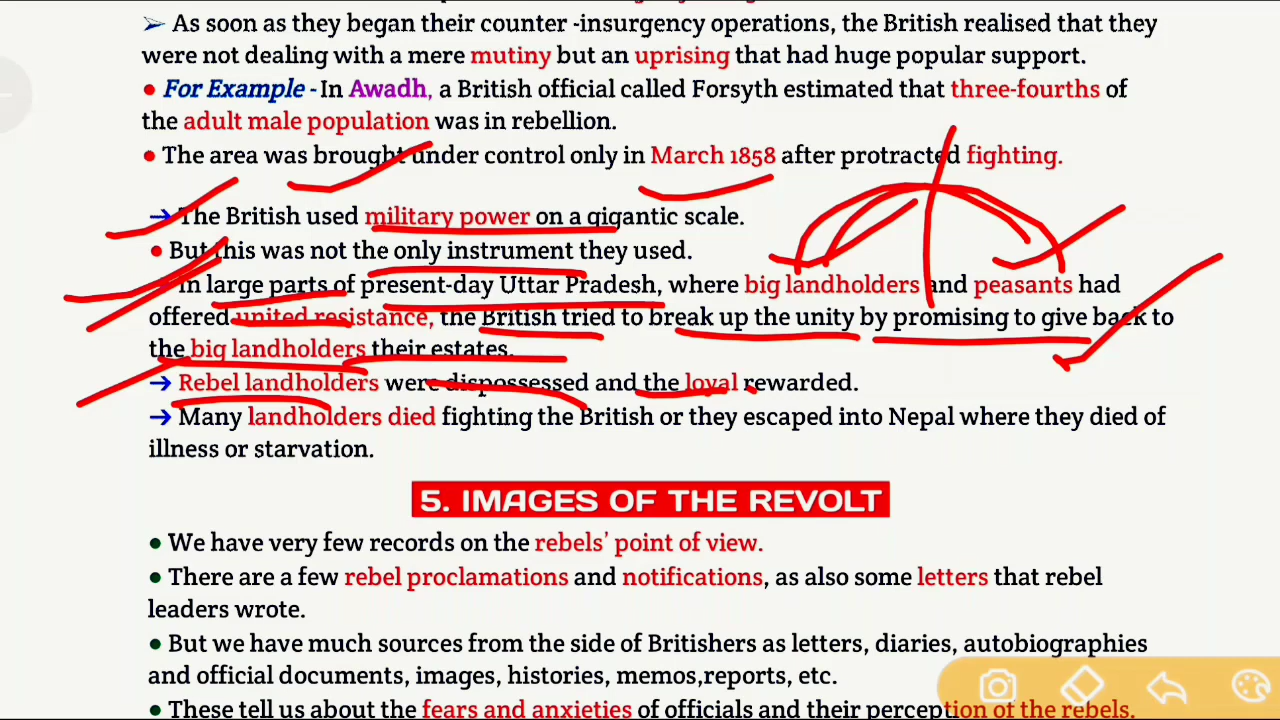 ➢ As soon as they began their counter -insurgency operations, the British realised that they
were not dealing with a mere mutiny but an uprising that had huge popular support.
● For Example - In Awadh, a British official called Forsyth estimated that three-fourths of
the adult male population was in rebellion.
● The area was brought under control only in March 1858 after protracted fighting.
→ The British used military power on a gigantic scale.
● But this was not the only instrument they used.
In large parts of present-day Uttar Pradesh, where big landholders and peasants had
offered united resistance, the British tried to break up the unity by promising to give back to
the big landholders their estates.
→ Rebel landholders were dispossessed and the loyal rewarded.
→ Many landholders died fighting the British or they escaped into Nepal where they died of
illness or starvation.
5. IMAGES OF THE REVOLT
● We have very few records on the rebels’ point of view.
● There are a few rebel proclamations and notifications, as also some letters that rebel
leaders wrote.
● But we have much sources from the side of Britishers as letters, diaries, autobiographies
and official documents, images, histories, memos,reports, etc.
● These tell us about the fears and anxieties of officials and their perception of the rebels.